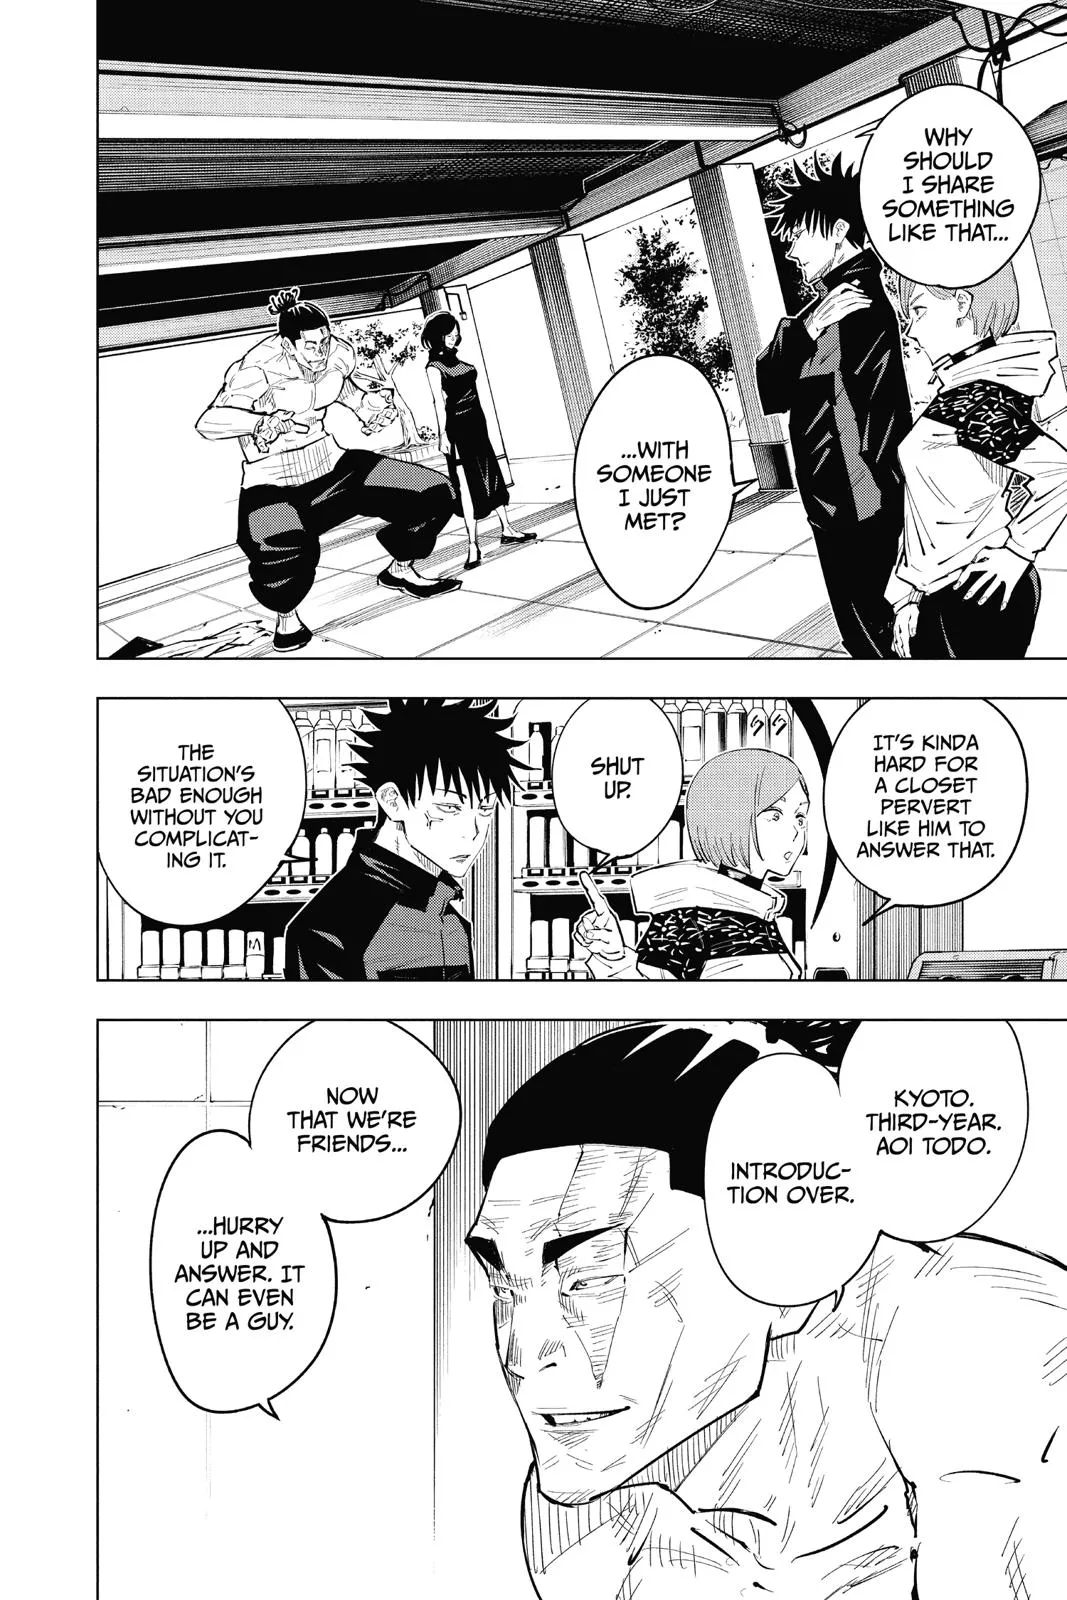 WHY
SHOULD
I SHARE
SOMETHING
LIKE THAT...
...WITH
SOMEONE
I JUST
MET?
IT'S KINDA
HARD FOR
A CLOSET
PERVERT
LIKE HIM TO
ANSWER THAT.
SHUT
UP.
THE
SITUATION'S
BAD ENOUGH
WITHOUT YOU
COMPLICAT-
ING IT.
M
KYOTO.
THIRD-YEAR.
AOI TODO.
INTRODUC-
TION OVER.
NOW
THAT WE'RE
FRIENDS...
...HURRY
UP AND
ANSWER. IT
CAN EVEN
BE A GUY.